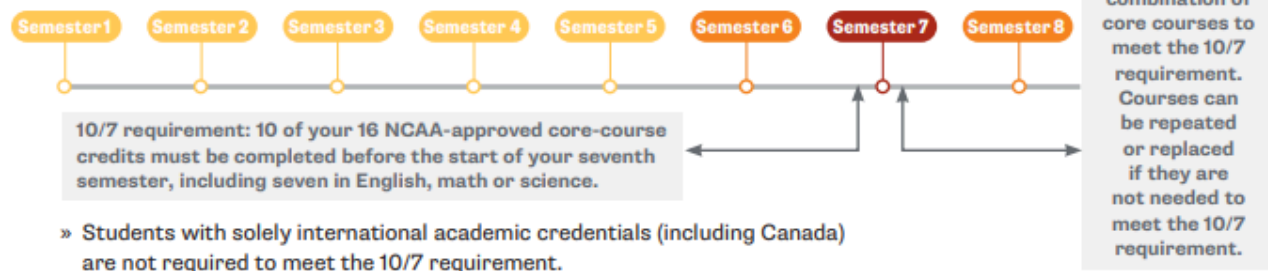 Semester 1 Semester 2 Semester 3 Semester 4 Semester 5 Semester 6 Semester 7 Semester 8
10/7 requirement: 10 of your 16 NCAA-approved core-course
credits must be completed before the start of your seventh
semester, including seven in English, math or science.
combination of
core courses to
meet the 10/7
requirement.
Courses can
be repeated
or replaced
if they are
not needed to
meet the 10/7
requirement.
» Students with solely international academic credentials (including Canada)
are not required to meet the 10/7 requirement.